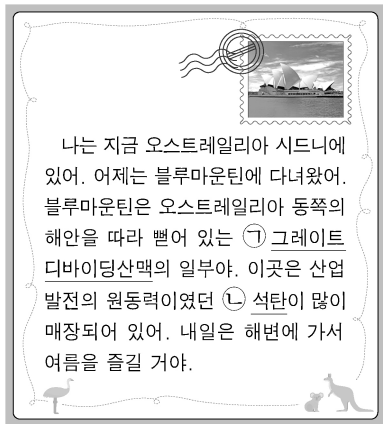 나는 지금 오스트레일리아 시드니에
있어. 어제는 블루마운틴에 다녀왔어.
블루마운틴은 오스트레일리아 동쪽의
해안을 따라 뻗어 있는 ㉠ 그레이트
디바이딩산맥의 일부야. 이곳은 산업
발전의 원동력이었던 ㉡ 석탄이 많이
매장되어 있어. 내일은 해변에 가서
여름을 즐길 거야.